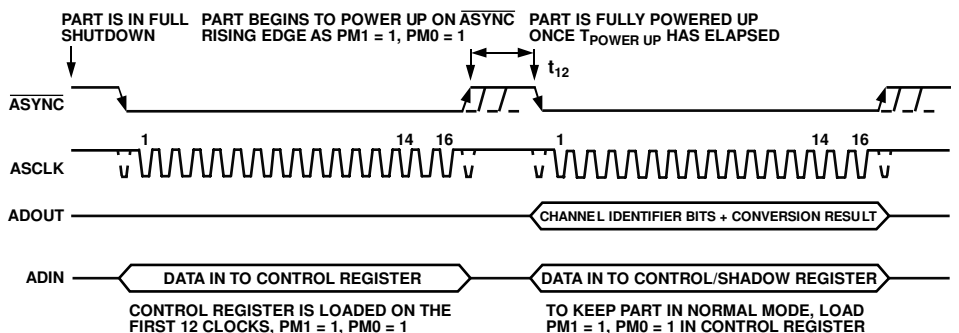 PART IS IN FULL
SHUTDOWN
PART BEGINS TO POWER UP ON ASYNC
RISING EDGE AS PM1 = 1, PM0 = 1
PART IS FULLY POWERED UP
ONCE TPOWER UP HAS ELAPSED
t12
ASYNC
1 14 16 1 14 16
ASCLK
ADOUT
CHANNEL IDENTIFIER BITS + CONVERSION RESULT
ADIN
DATA IN TO CONTROL REGISTER
DATA IN TO CONTROL/SHADOW REGISTER
CONTROL REGISTER IS LOADED ON THE
FIRST 12 CLOCKS, PM1 = 1, PM0 = 1
TO KEEP PART IN NORMAL MODE, LOAD
PM1 = 1, PM0 = 1 IN CONTROL REGISTER